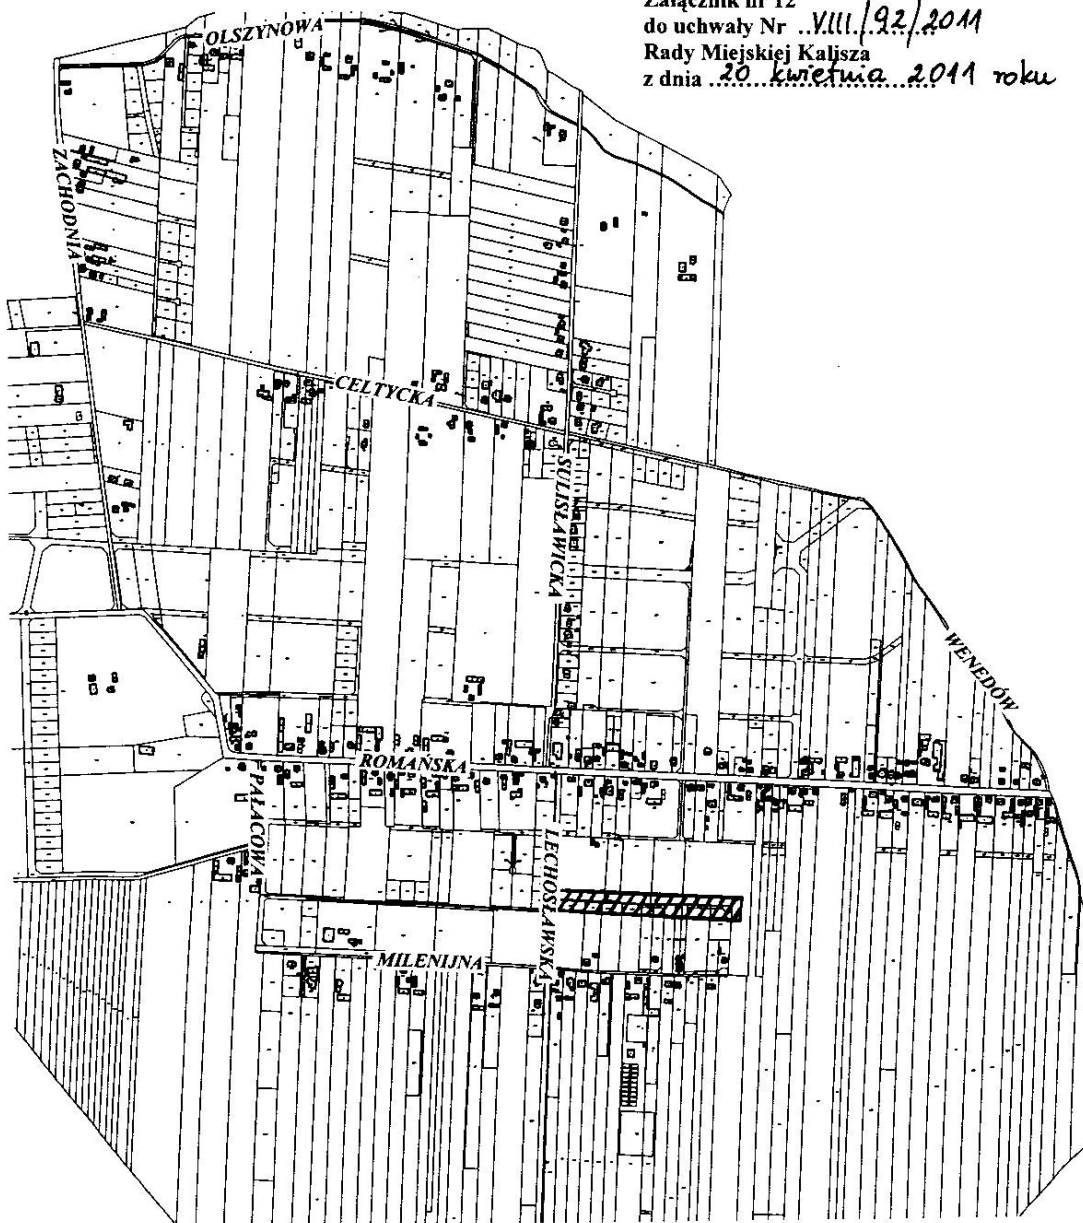 Załącznik nr 12
do uchwały Nr ..VIII./92/2011
Rady Miejskiej Kalisza
z dnia ...20 kwietnia 2011 roku
OLSZYNOWA
ZACHODNIA
CELTYCKA
SULISŁAWICKA
WENEDÓW
ROMAŃSKA
PAŁACOWA
LECHOSŁAWSKA
MILENIJNA